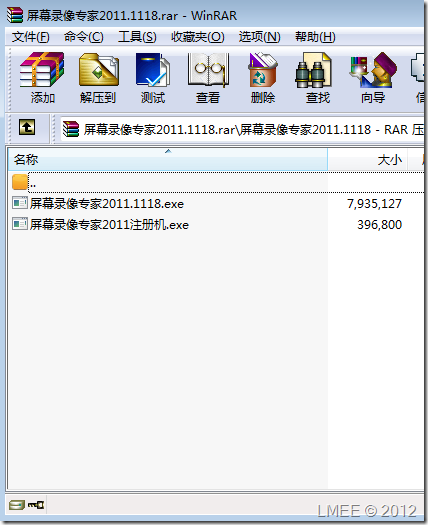 屏幕录像专家2011.1118.rar - WinRAR
文件(F) 命令(C) 工具(S) 收藏夹(O) 选项(N) 帮助(H)
添加 解压到 测试 查看 删除 查找 向导
屏幕录像专家2011.1118.rar\屏幕录像专家2011.1118 - RAR 压
名称 大小
..
屏幕录像专家2011.1118.exe 7,935,127
屏幕录像专家2011注册机.exe 396,800
LMEE © 2012